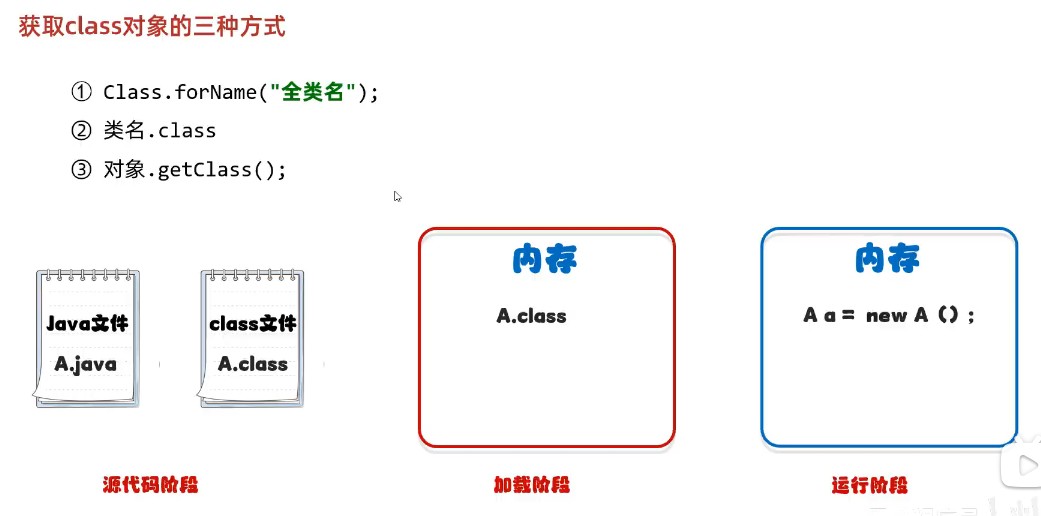 获取class对象的三种方式
① Class.forName("全类名");
② 类名.class
③ 对象.getClass();
Java文件
A.java
class文件
A.class
源代码阶段
内存
A.class
加载阶段
内存
A a = new A ( ) ;
运行阶段